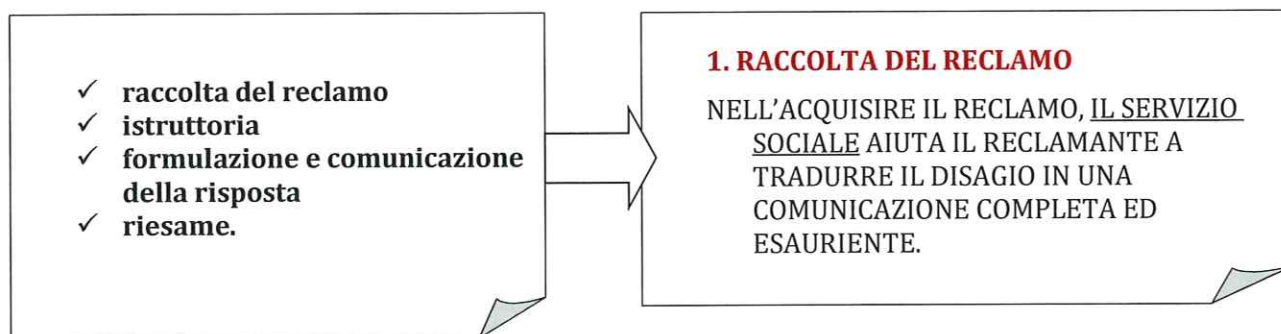 ✓ raccolta del reclamo
✓ istruttoria
✓ formulazione e comunicazione
della risposta
✓ riesame.
1. RACCOLTA DEL RECLAMO
NELL’ACQUISIRE IL RECLAMO, IL SERVIZIO
SOCIALE AIUTA IL RECLAMANTE A
TRADURRE IL DISAGIO IN UNA
COMUNICAZIONE COMPLETA ED
ESAURIENTE.